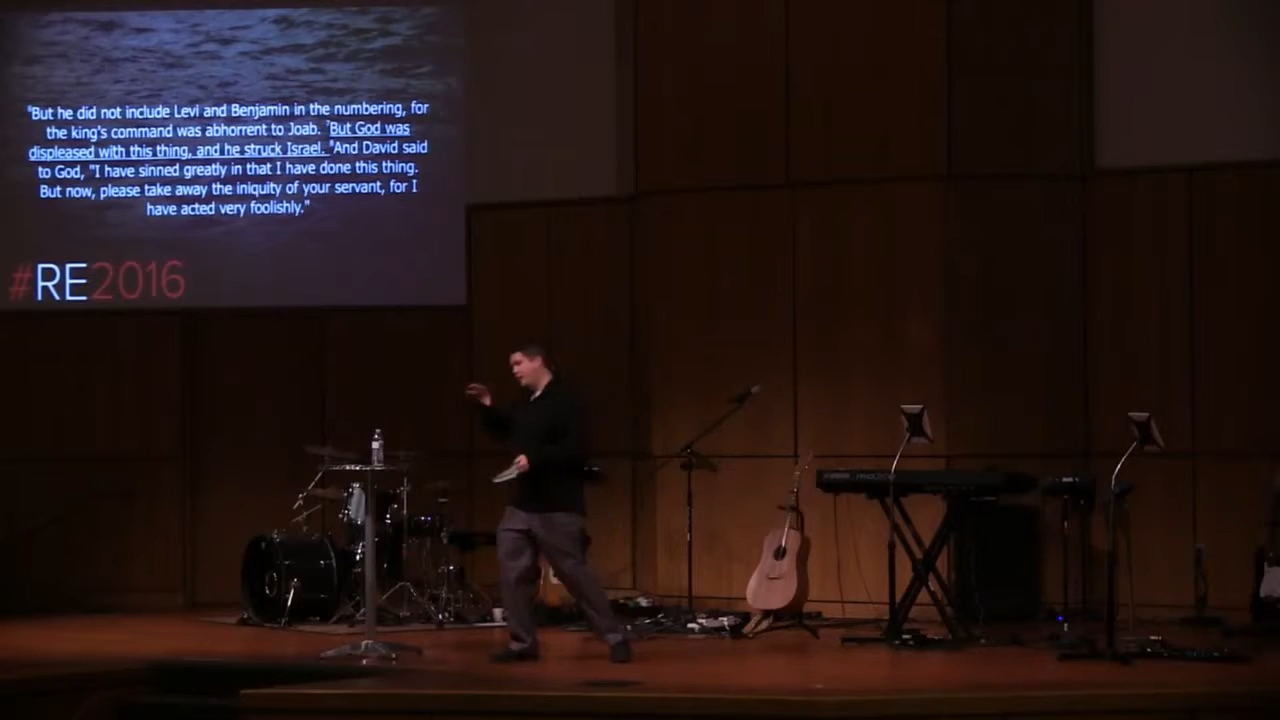 "But he did not include Levi and Benjamin in the numbering, for
the king's command was abhorrent to Joab. ⁷But God was
displeased with this thing, and he struck Israel. ⁸And David said
to God, "I have sinned greatly in that I have done this thing.
But now, please take away the iniquity of your servant, for I
have acted very foolishly."
#RE2016